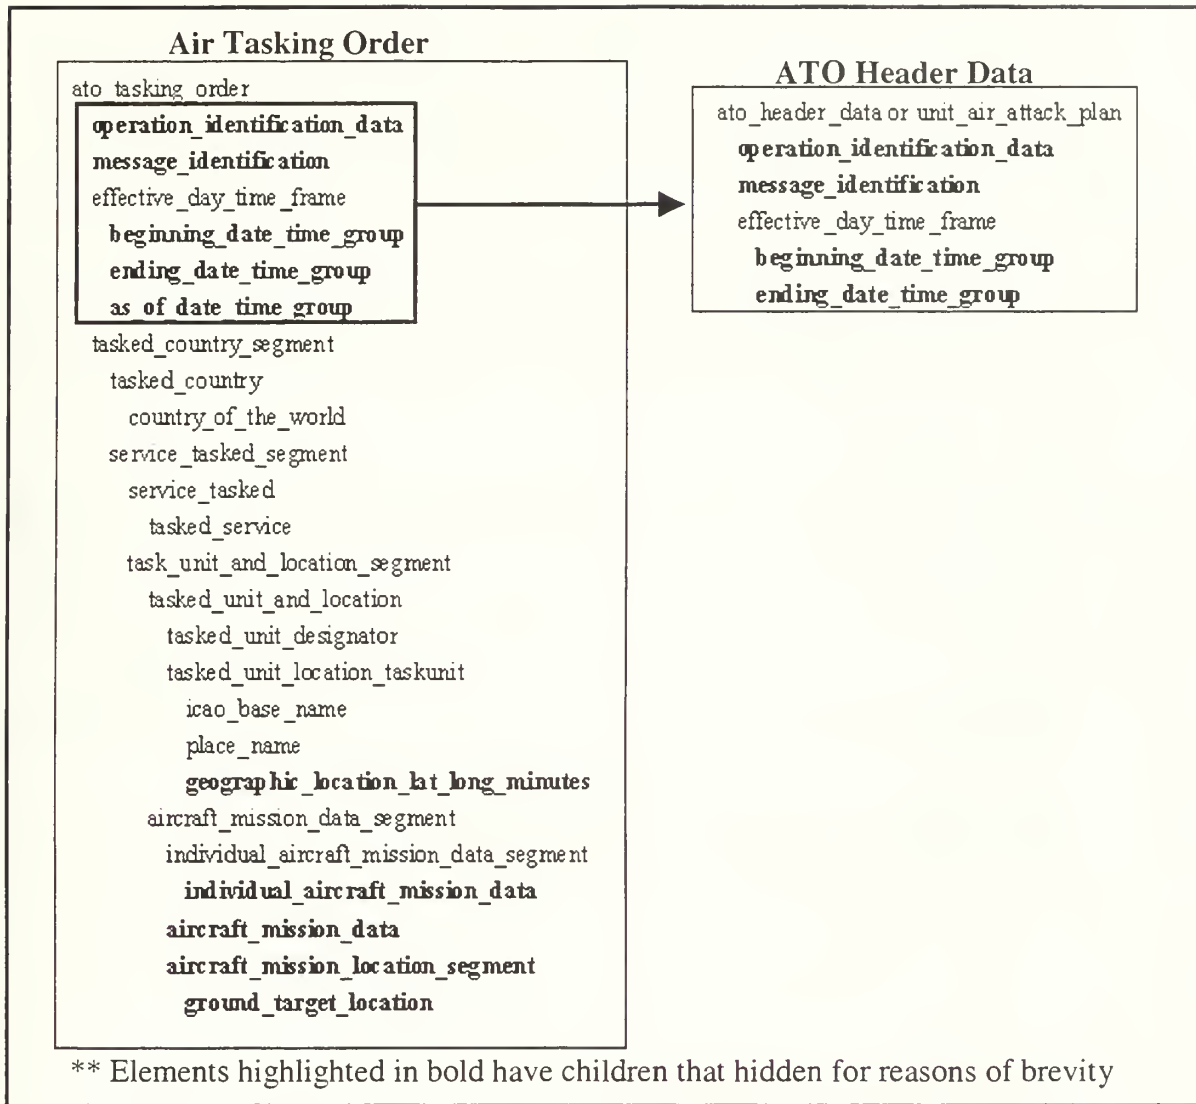 Air Tasking Order
ato_tasking_order
operation_identification_data
message_identification
effective_day_time_frame
beginning_date_time_group
ending_date_time_group
as_of_date_time_group
tasked_country_segment
tasked_country
country_of_the_world
service_tasked_segment
service_tasked
tasked_service
task_unit_and_location_segment
tasked_unit_and_location
tasked_unit_designator
tasked_unit_location_taskunit
icao_base_name
place_name
geographic_location_lat_long_minutes
aircraft_mission_data_segment
individual_aircraft_mission_data_segment
individual_aircraft_mission_data
aircraft_mission_data
aircraft_mission_location_segment
ground_target_location
ATO Header Data
ato_header_data or unit_air_attack_plan
operation_identification_data
message_identification
effective_day_time_frame
beginning_date_time_group
ending_date_time_group
** Elements highlighted in bold have children that hidden for reasons of brevity